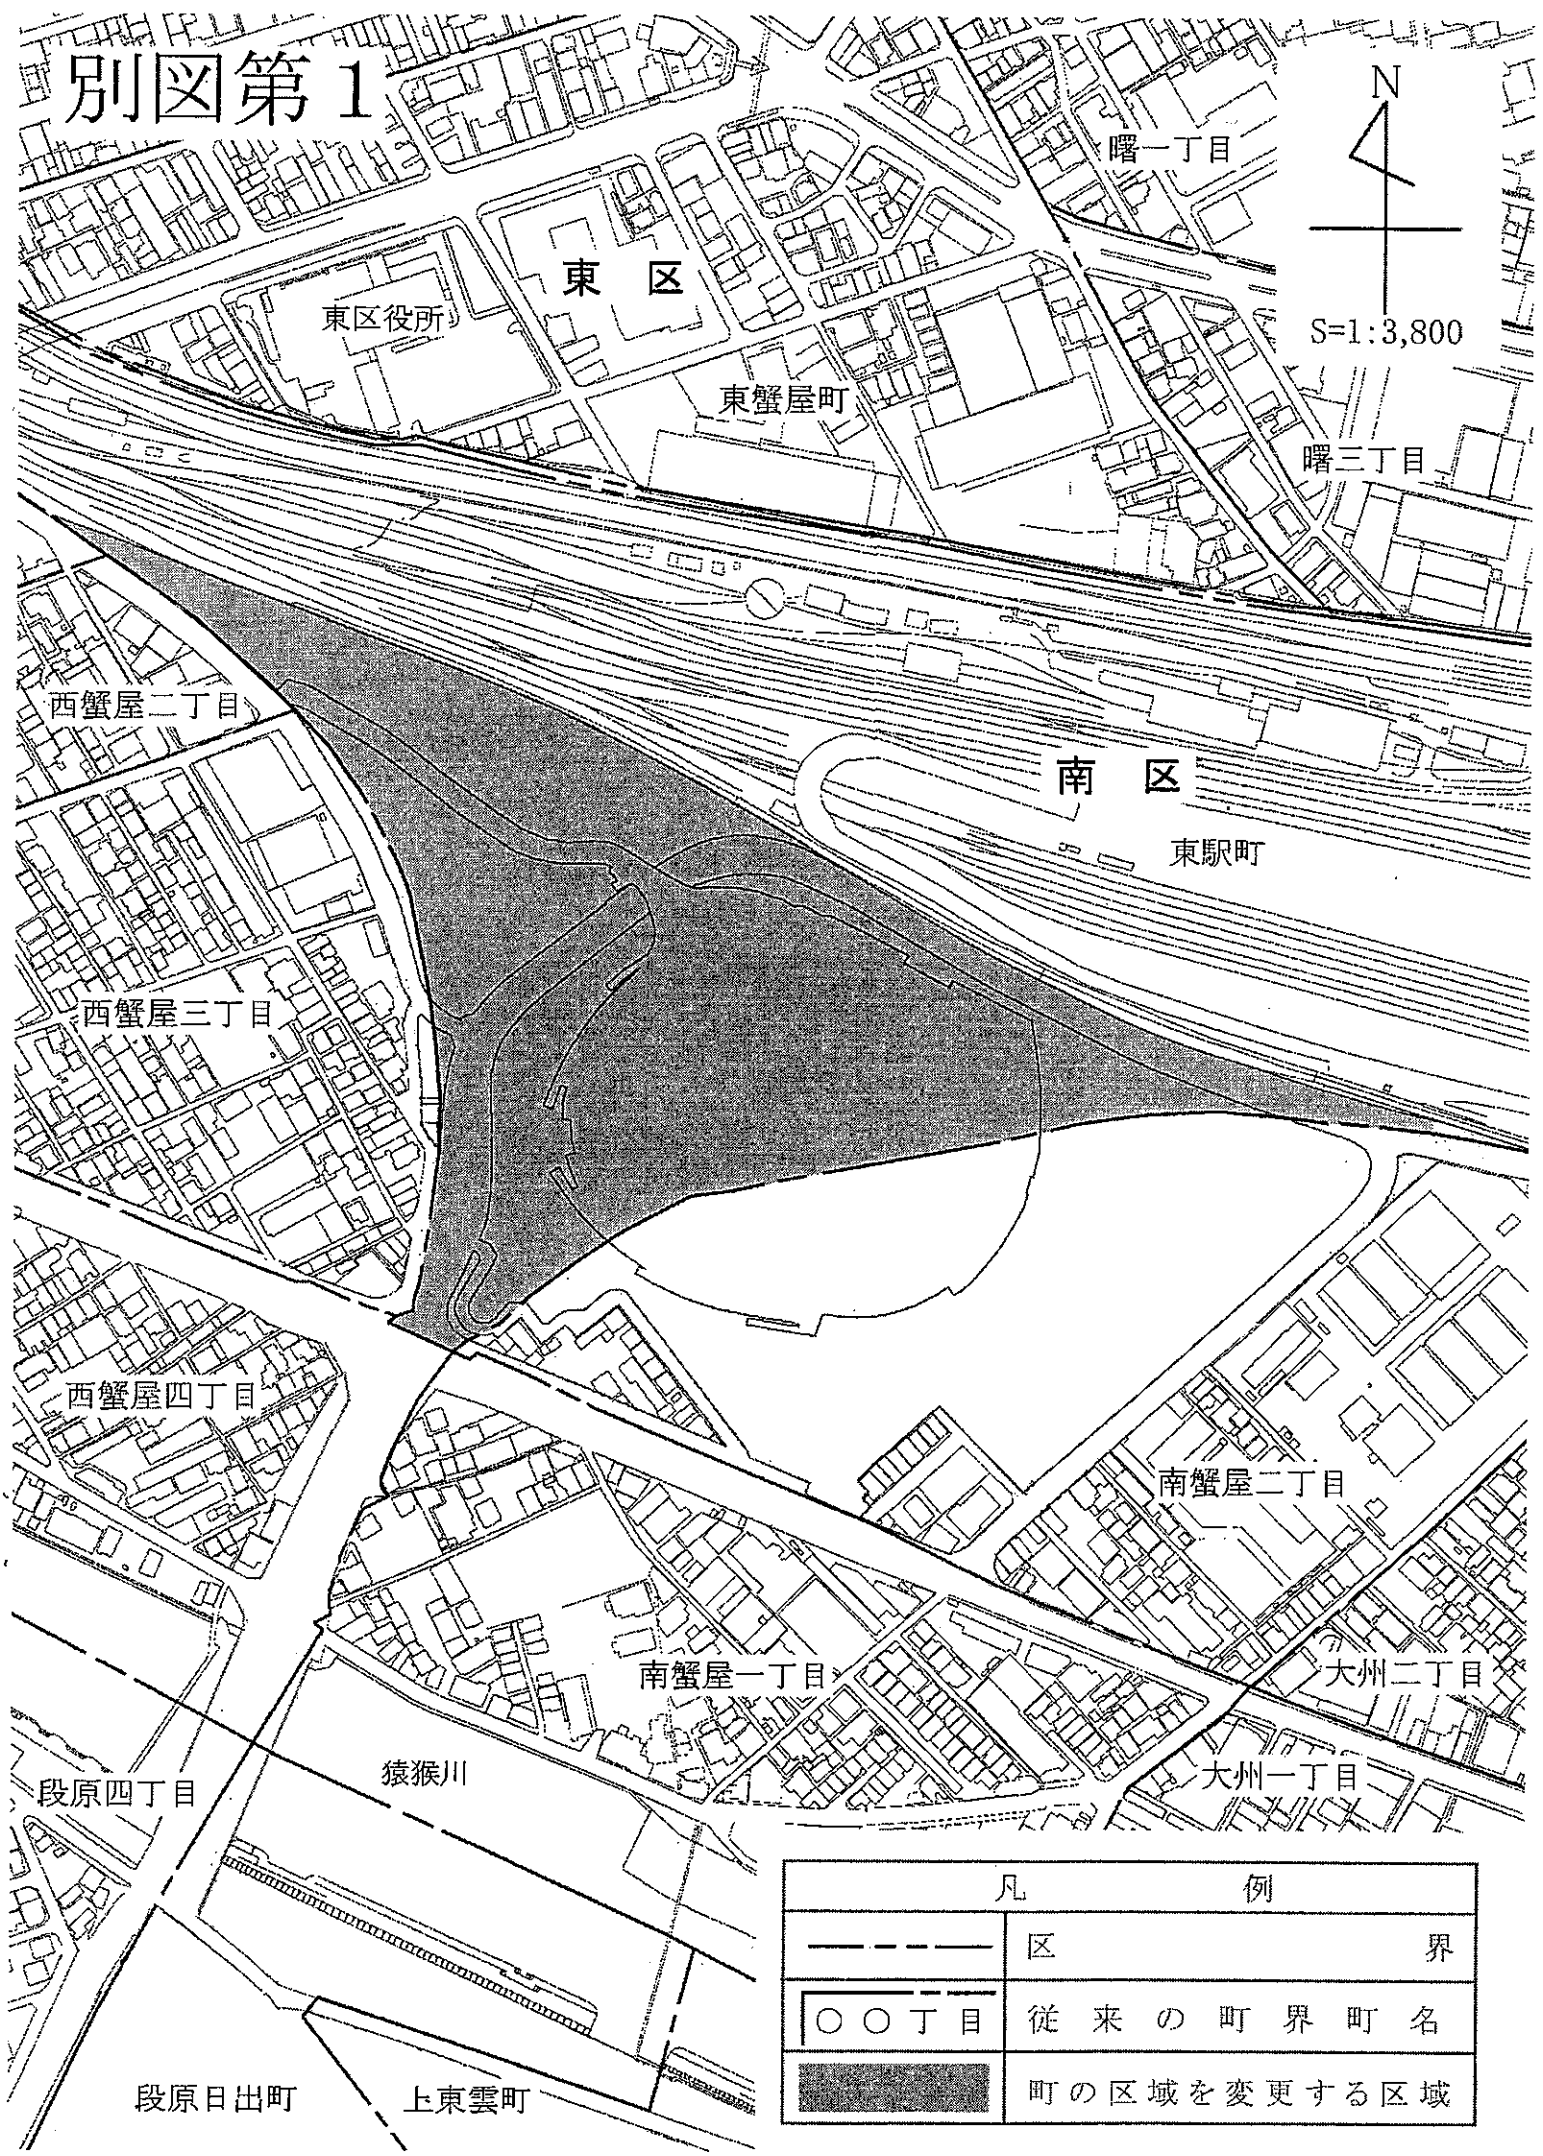 別図第1
N
曙一丁目
東 区
東区役所
S=1:3,800
東蟹屋町
曙三丁目
西蟹屋二丁目
南 区
東駅町
西蟹屋三丁目
西蟹屋四丁目
南蟹屋二丁目
南蟹屋一丁目
大州二丁目
猿猴川
大州一丁目
段原四丁目
凡 例
区 界
〇〇丁目 従来の町界町名
町の区域を変更する区域
段原日出町
上東雲町